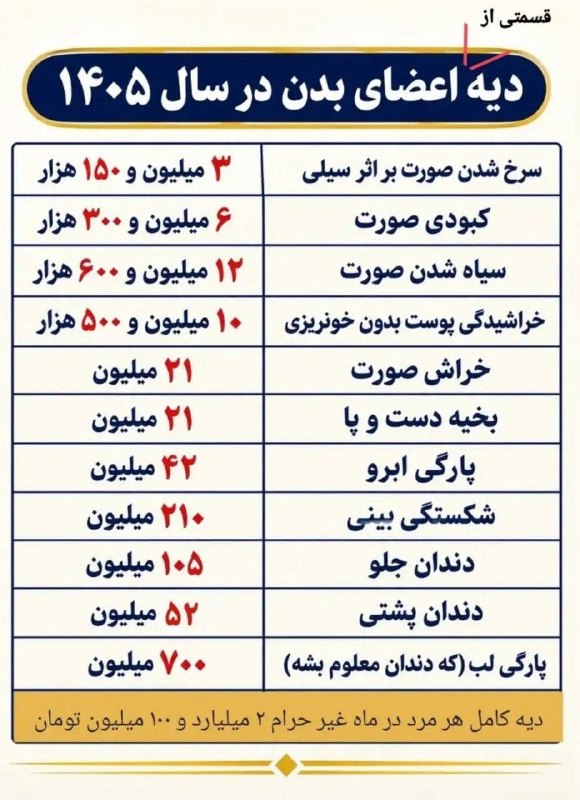 قسمتی از
دیه اعضای بدن در سال ۱۴۰۵
سرخ شدن صورت بر اثر سیلی ۳ میلیون و ۱۵۰ هزار
کبودی صورت ۶ میلیون و ۳۰۰ هزار
سیاه شدن صورت ۱۲ میلیون و ۶۰۰ هزار
خراشیدگی پوست بدون خونریزی ۱۰ میلیون و ۵۰۰ هزار
خراش صورت ۲۱ میلیون
بخیه دست و پا ۲۱ میلیون
پارگی ابرو ۴۲ میلیون
شکستگی بینی ۲۱۰ میلیون
دندان جلو ۱۰۵ میلیون
دندان پشتی ۵۲ میلیون
پارگی لب (که دندان معلوم بشه) ۷۰۰ میلیون
دیه کامل هر مرد در ماه غیر حرام ۲ میلیارد و ۱۰۰ میلیون تومان